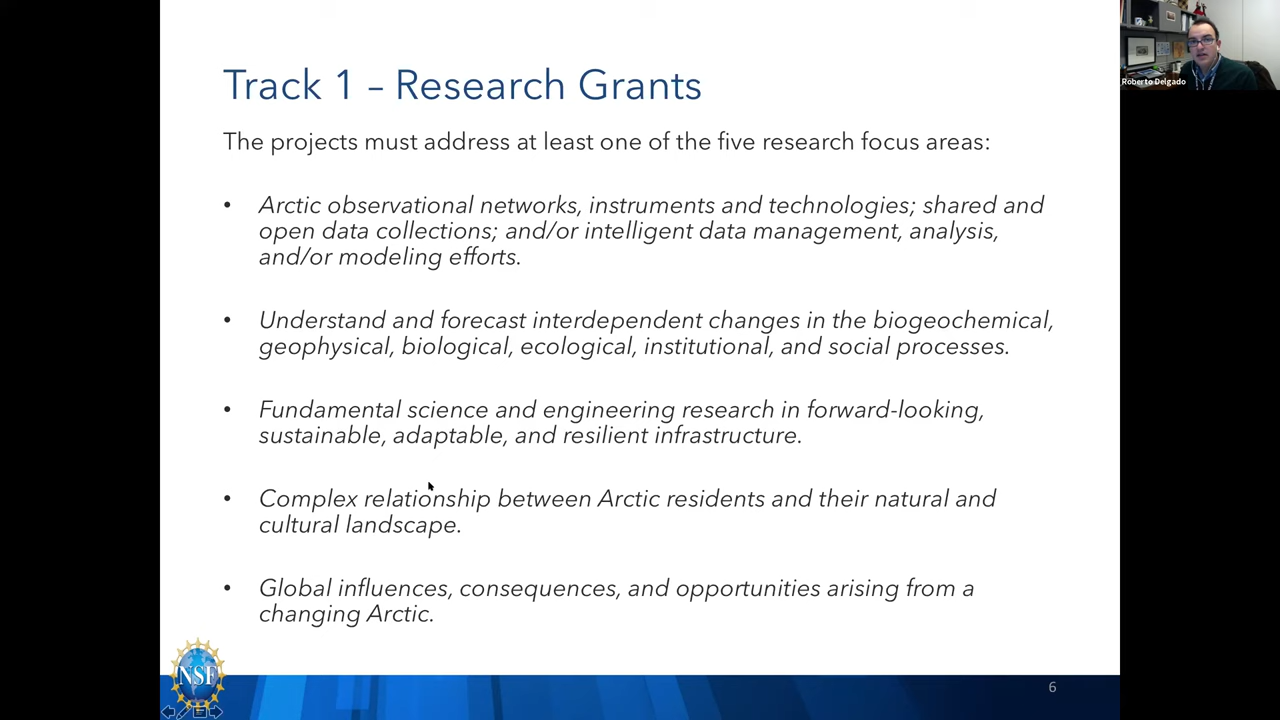 Track 1 – Research Grants
Roberto Delgado
The projects must address at least one of the five research focus areas:
• Arctic observational networks, instruments and technologies; shared and
open data collections; and/or intelligent data management, analysis,
and/or modeling efforts.
• Understand and forecast interdependent changes in the biogeochemical,
geophysical, biological, ecological, institutional, and social processes.
• Fundamental science and engineering research in forward-looking,
sustainable, adaptable, and resilient infrastructure.
• Complex relationship between Arctic residents and their natural and
cultural landscape.
• Global influences, consequences, and opportunities arising from a
changing Arctic.
NSF
6